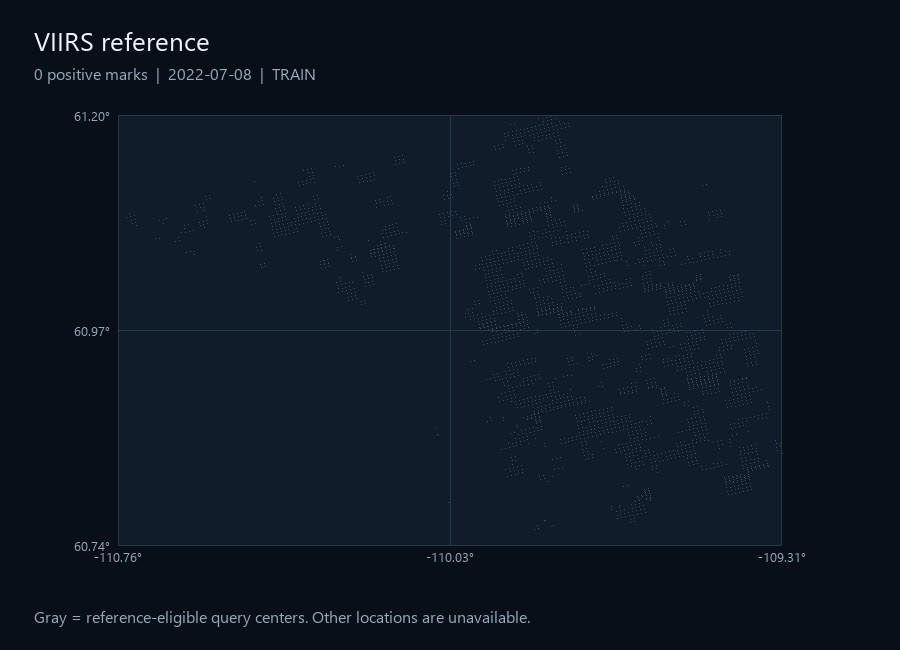 VIIRS reference
0 positive marks | 2022-07-08 | TRAIN
61.20°
60.97°
60.74°
-110.76°
-110.03°
-109.31°
Gray = reference-eligible query centers. Other locations are unavailable.